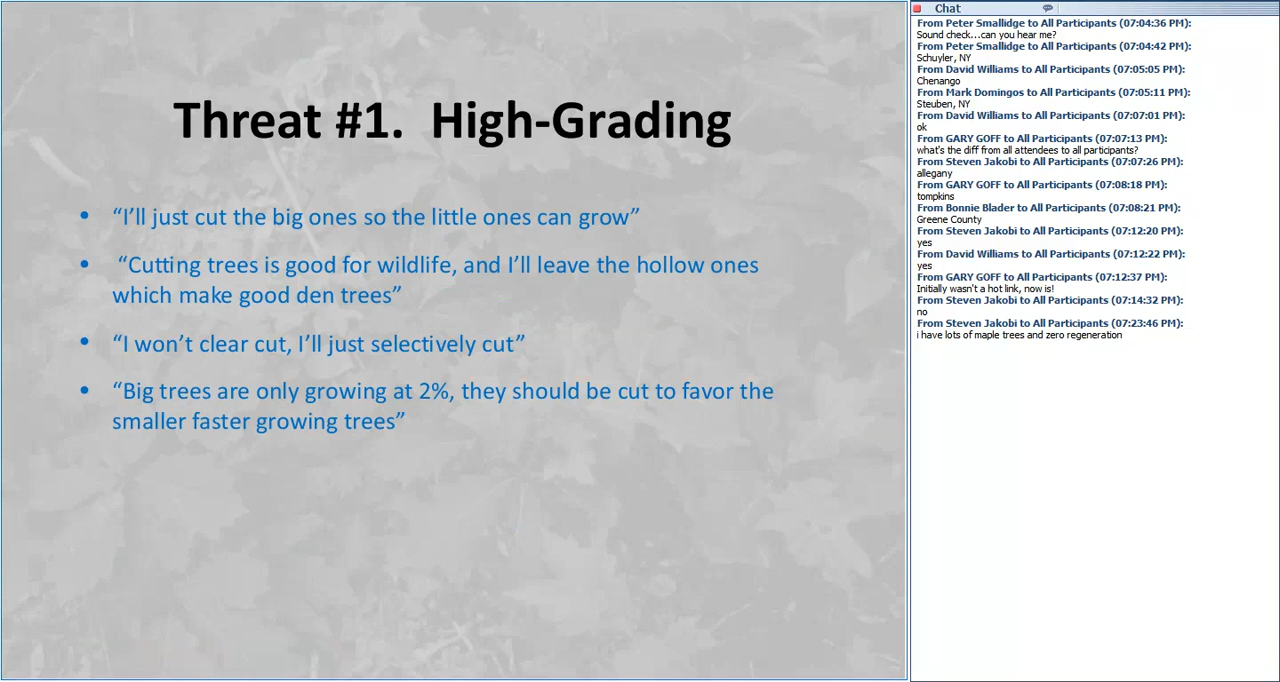 Threat #1. High-Grading
• “I’ll just cut the big ones so the little ones can grow”
• “Cutting trees is good for wildlife, and I’ll leave the hollow ones
which make good den trees”
• “I won’t clear cut, I’ll just selectively cut”
• “Big trees are only growing at 2%, they should be cut to favor the
smaller faster growing trees”
Chat
From Peter Smallidge to All Participants (07:04:36 PM):
Sound check...can you hear me?
From Peter Smallidge to All Participants (07:04:42 PM):
Schuyler, NY
From David Williams to All Participants (07:05:05 PM):
Chenango
From Mark Domingos to All Participants (07:05:11 PM):
Steuben, NY
From David Williams to All Participants (07:07:01 PM):
ok
From GARY GOFF to All Participants (07:07:13 PM):
what's the diff from all attendees to all participants?
From Steven Jakobi to All Participants (07:07:26 PM):
allegany
From GARY GOFF to All Participants (07:08:18 PM):
tompkins
From Bonnie Blader to All Participants (07:08:21 PM):
Greene County
From Steven Jakobi to All Participants (07:12:20 PM):
yes
From David Williams to All Participants (07:12:22 PM):
yes
From GARY GOFF to All Participants (07:12:37 PM):
Initially wasn't a hot link, now is!
From Steven Jakobi to All Participants (07:14:32 PM):
no
From Steven Jakobi to All Participants (07:23:46 PM):
i have lots of maple trees and zero regeneration